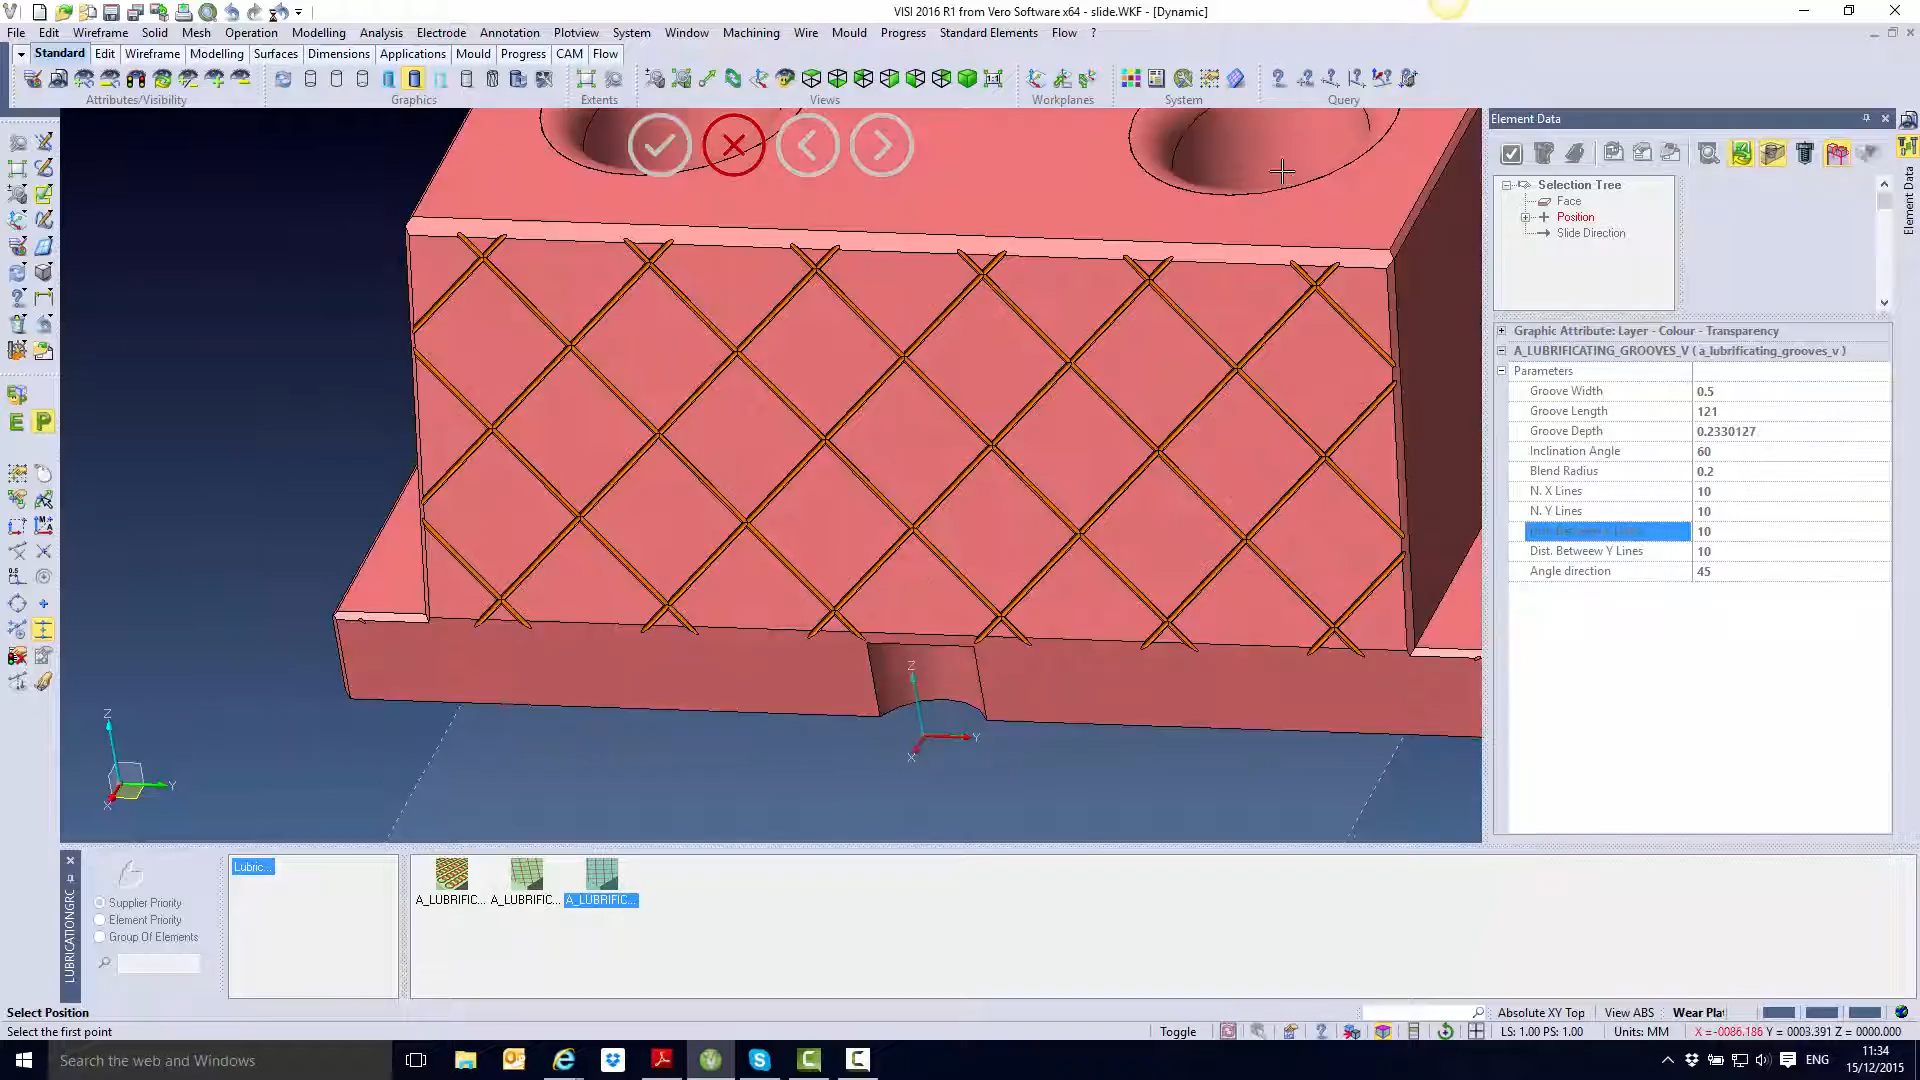 VISI 2016 R1 from Vero Software x64 - slide.WKF - [Dynamic]
File Edit Wireframe Solid Mesh Operation Modelling Analysis Electrode Annotation Plotview System Window Machining Wire Mould Progress Standard Elements Flow ?
Standard Edit Wireframe Modelling Surfaces Dimensions Applications Mould Progress CAM Flow
Attributes/Visibility Graphics Extents Views Workplanes System Query
Element Data
Selection Tree
Face
Position
Slide Direction
Element Data
Graphic Attribute: Layer - Colour - Transparency
A_LUBRIFICATING_GROOVES_V ( a_lubrificating_grooves_v )
Parameters
Groove Width 0.5
Groove Length 121
Groove Depth 0.2330127
Inclination Angle 60
Blend Radius 0.2
N. X Lines 10
N. Y Lines 10
10
Dist. Betweew Y Lines 10
Angle direction 45
E P
Z
Y
X
Z
Y
X
LUBRICATIONGRC
Supplier Priority
Element Priority
Group Of Elements
Lubric...
A_LUBRIFIC... A_LUBRIFIC... A_LUBRIFIC...
Select Position
Absolute XY Top View ABS Wear Plat
Select the first point
Toggle
LS: 1.00 PS: 1.00 Units: MM X =-0086.186 Y = 0003.391 Z = 0000.000
Search the web and Windows
ENG
11:34
15/12/2015